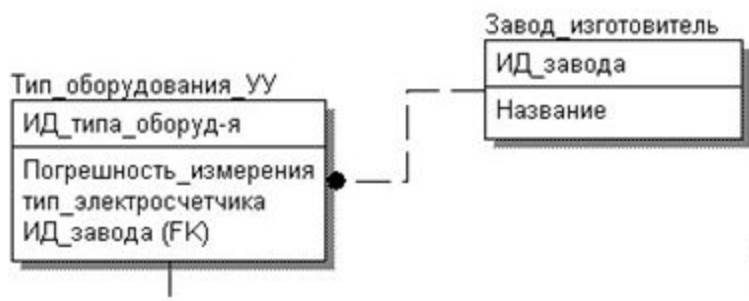 Завод_изготовитель
ИД_завода
Название
Тип_оборудования_УУ
ИД_типа_оборуд-я
Погрешность_измерения
тип_электросчетчика
ИД_завода (FK)